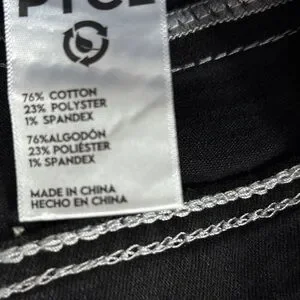 76% COTTON
23% POLYSTER
1% SPANDEX
76%ALGODÓN
23% POLIÉSTER
1% SPANDEX
MADE IN CHINA
HECHO EN CHINA